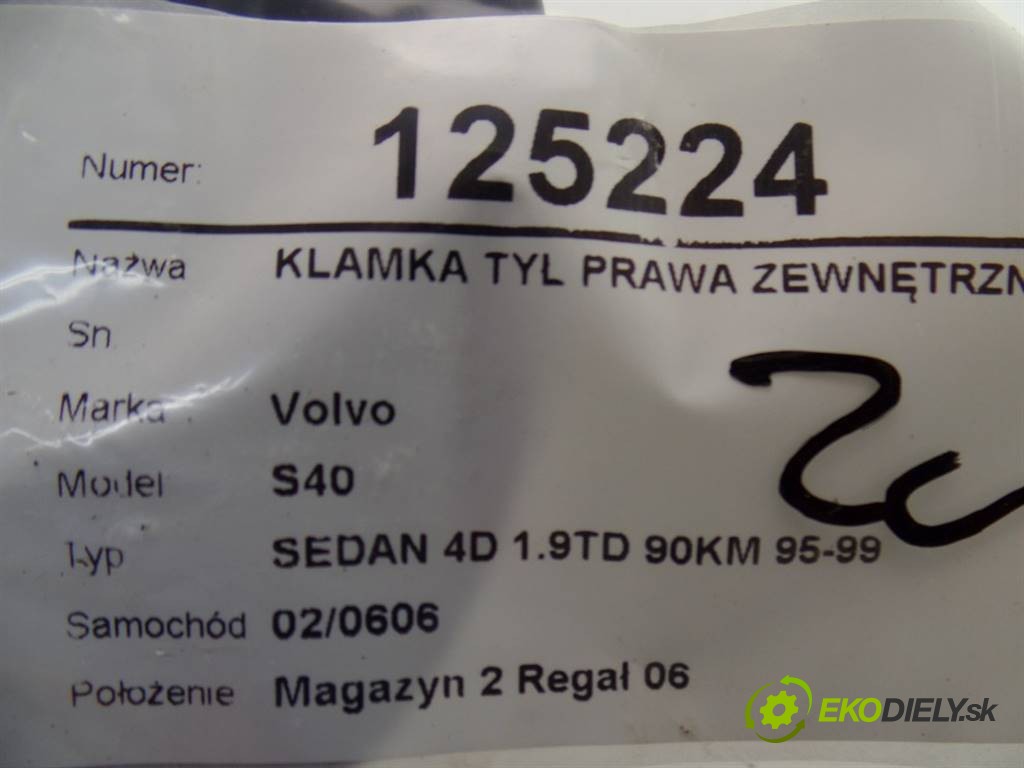 Numer: 125224
Nazwa KLAMKA TYŁ PRAWA ZEWNĘTRZN
Sn
Marka : Volvo
Model S40
Typ SEDAN 4D 1.9TD 90KM 95-99
Samochód 02/0606
Położenie Magazyn 2 Regał 06
EKODIELY.sk